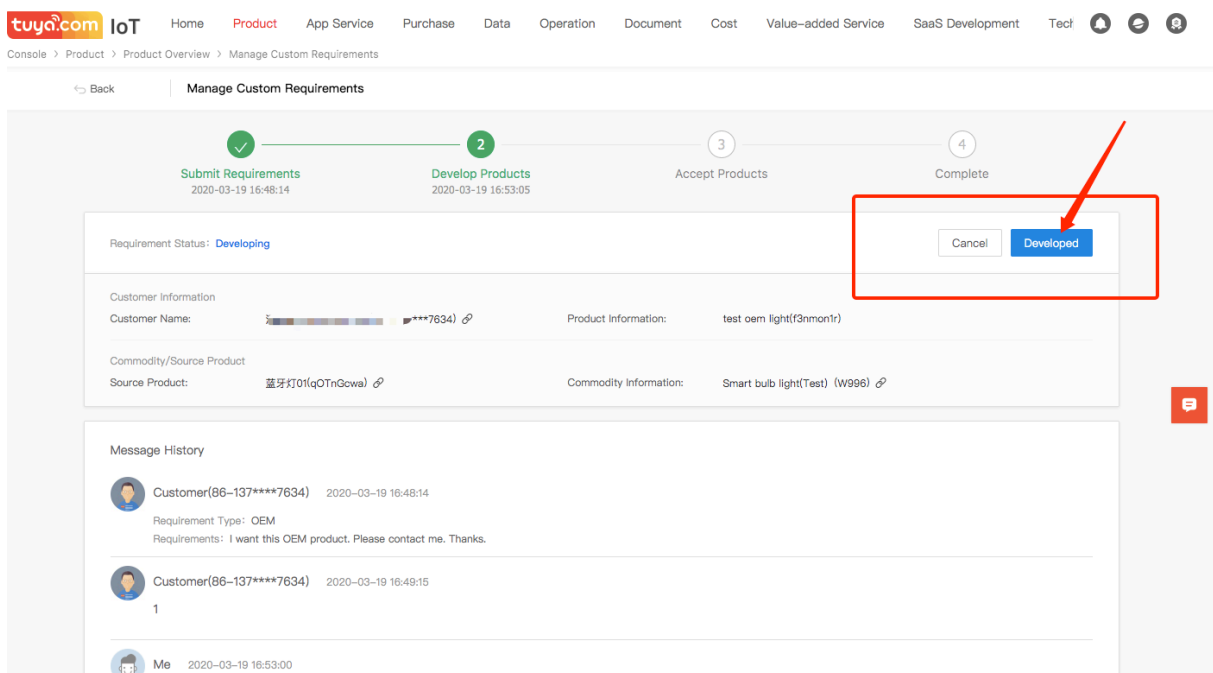 tuya.com IoT Home Product App Service Purchase Data Operation Document Cost Value-added Service SaaS Development Tech
Console > Product > Product Overview > Manage Custom Requirements
Back Manage Custom Requirements
2 3 4
Submit Requirements Develop Products Accept Products Complete
2020-03-19 16:48:14 2020-03-19 16:53:05
Requirement Status: Developing Cancel Developed
Customer Information
Customer Name: ***7634) Product Information: test oem light(f3nmon1r)
Commodity/Source Product
Source Product: 蓝牙灯01(qOTnGcwa) Commodity Information: Smart bulb light(Test) (W996)
Message History
Customer(86-137****7634) 2020-03-19 16:48:14
Requirement Type: OEM
Requirements: I want this OEM product. Please contact me. Thanks.
Customer(86-137****7634) 2020-03-19 16:49:15
1
Me 2020-03-19 16:53:00